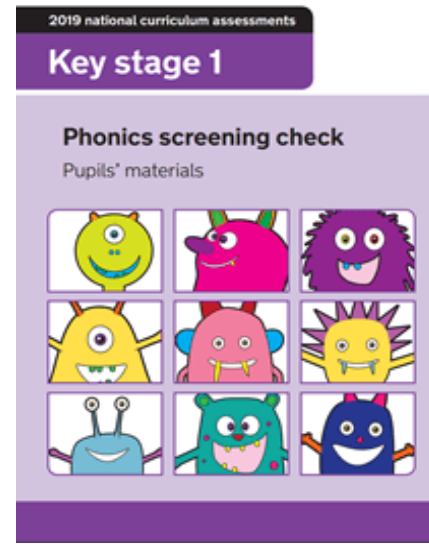 2019 national curriculum assessments
Key stage 1
Phonics screening check
Pupils' materials